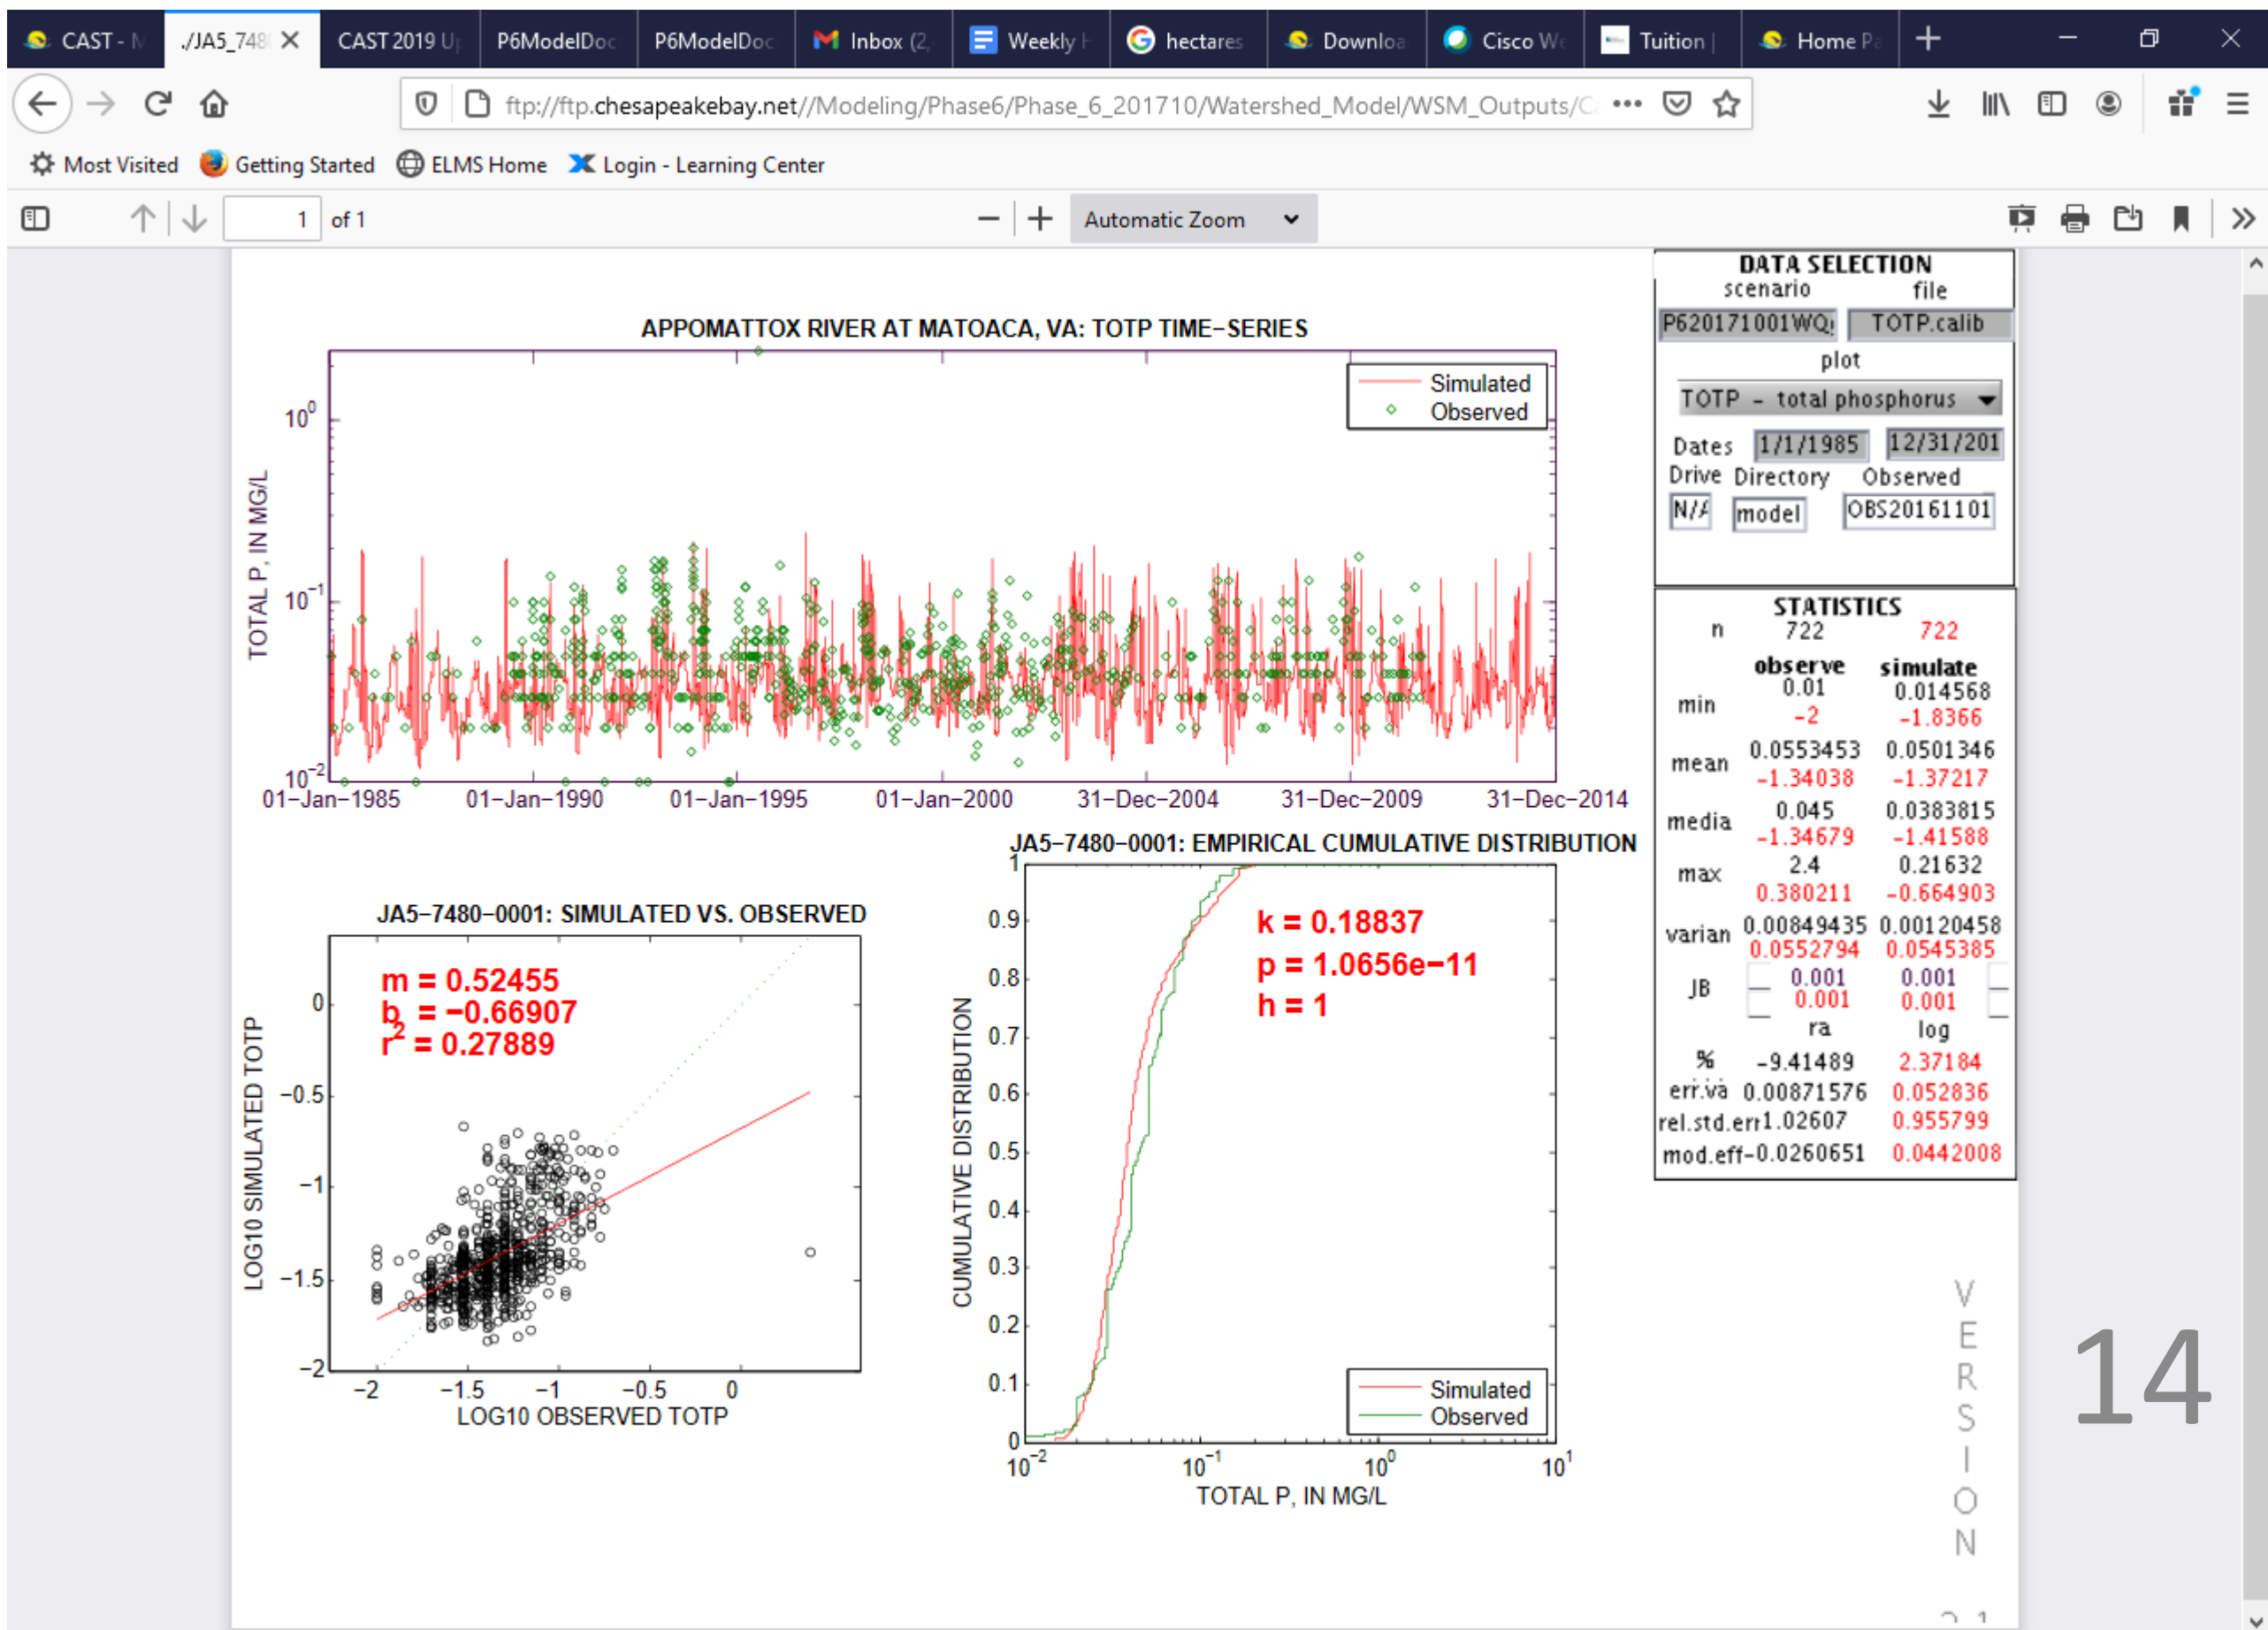 CAST - M ./JA5_748 CAST 2019 U P6ModelDoc P6ModelDoc Inbox (2, Weekly H hectares Downloa Cisco We Tuition | Home Pa
ftp://ftp.chesapeakebay.net//Modeling/Phase6/Phase_6_201710/Watershed_Model/WSM_Outputs/C
Most Visited Getting Started ELMS Home Login - Learning Center
1 of 1 Automatic Zoom
APPOMATTOX RIVER AT MATOACA, VA: TOTP TIME-SERIES
TOTAL P, IN MG/L
10^0
10^-1
10^-2
Simulated
Observed
01-Jan-1985 01-Jan-1990 01-Jan-1995 01-Jan-2000 31-Dec-2004 31-Dec-2009 31-Dec-2014
JA5-7480-0001: SIMULATED VS. OBSERVED
m = 0.52455
b = -0.66907
r^2 = 0.27889
LOG10 SIMULATED TOTP
0
-0.5
-1
-1.5
-2
-2 -1.5 -1 -0.5 0
LOG10 OBSERVED TOTP
JA5-7480-0001: EMPIRICAL CUMULATIVE DISTRIBUTION
k = 0.18837
p = 1.0656e-11
h = 1
CUMULATIVE DISTRIBUTION
1
0.9
0.8
0.7
0.6
0.5
0.4
0.3
0.2
0.1
0
Simulated
Observed
10^-2 10^-1 10^0 10^1
TOTAL P, IN MG/L
DATA SELECTION
scenario file
P620171001WQ TOTP.calib
plot
TOTP - total phosphorus
Dates 1/1/1985 12/31/201
Drive Directory Observed
N/A model OBS20161101
STATISTICS
n 722 722
observe simulate
min 0.01 0.014568
-2 -1.8366
mean 0.0553453 0.0501346
-1.34038 -1.37217
media 0.045 0.0383815
-1.34679 -1.41588
max 2.4 0.21632
0.380211 -0.664903
varian 0.00849435 0.00120458
0.0552794 0.0545385
JB 0.001 0.001
0.001 0.001
ra log
% -9.41489 2.37184
err.va 0.00871576 0.052836
rel.std.err 1.02607 0.955799
mod.eff -0.0260651 0.0442008
VERSION
14